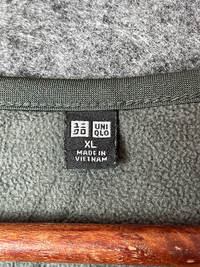 ユニ UNI
クロ QLO
XL
MADE IN
VIETNAM